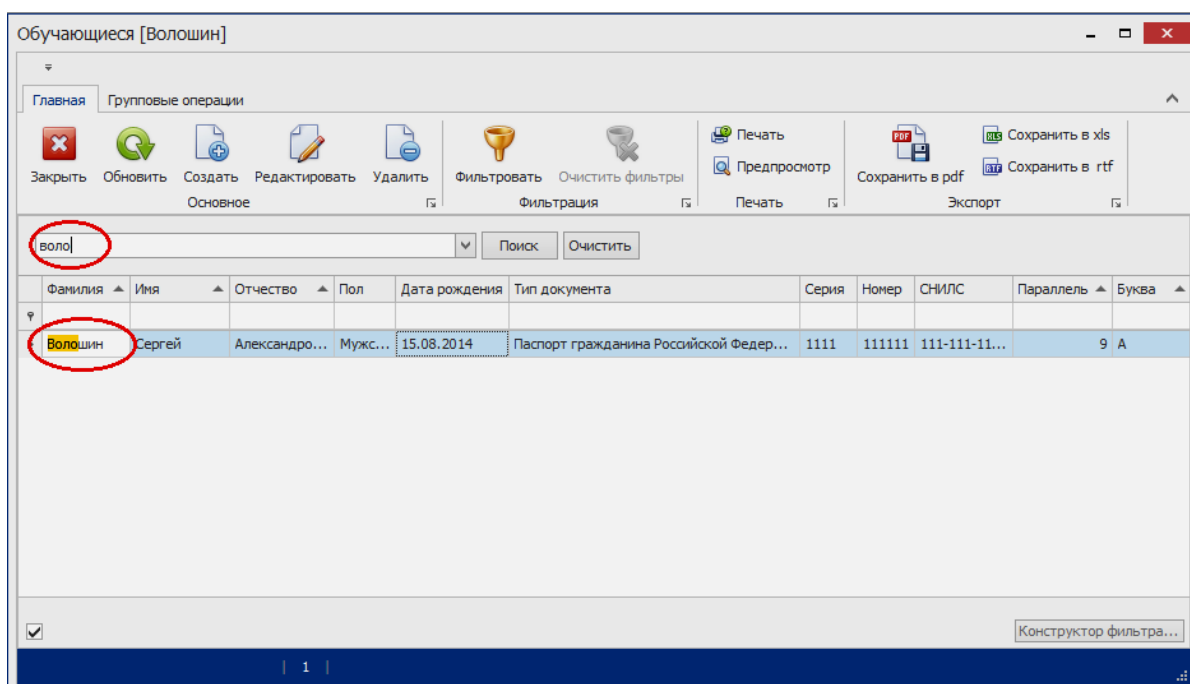 Обучающиеся [Волошин]
Главная Групповые операции
Печать Сохранить в xls
Предпросмотр Сохранить в rtf
Закрыть Обновить Создать Редактировать Удалить Фильтровать Очистить фильтры Сохранить в pdf
Основное Фильтрация Печать Экспорт
воло Поиск Очистить
Фамилия Имя Отчество Пол Дата рождения Тип документа Серия Номер СНИЛС Параллель Буква
Волошин Сергей Александро... Мужс... 15.08.2014 Паспорт гражданина Российской Федер... 1111 111111 111-111-11... 9 А
Конструктор фильтра...
1